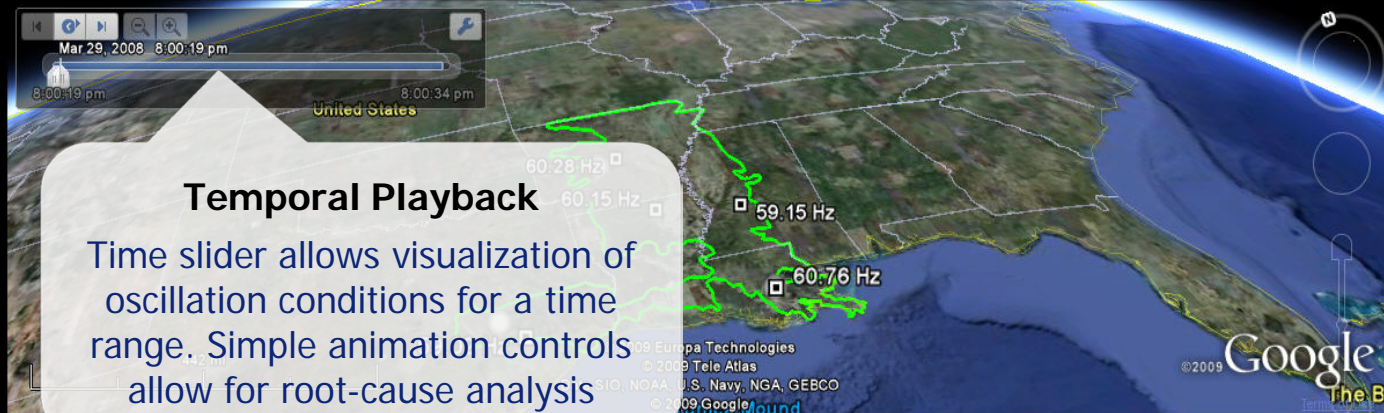 Mar 29, 2008 8:00:19 pm
8:00:19 pm 8:00:34 pm
United States
N
Temporal Playback
Time slider allows visualization of
oscillation conditions for a time
range. Simple animation controls
allow for root-cause analysis
60.28 Hz
60.15 Hz
59.15 Hz
60.76 Hz
Europa Technologies
© 2009 Tele Atlas
NOAA, U.S. Navy, NGA, GEBCO
© 2009 Google
Mound
©2009 Google
The B